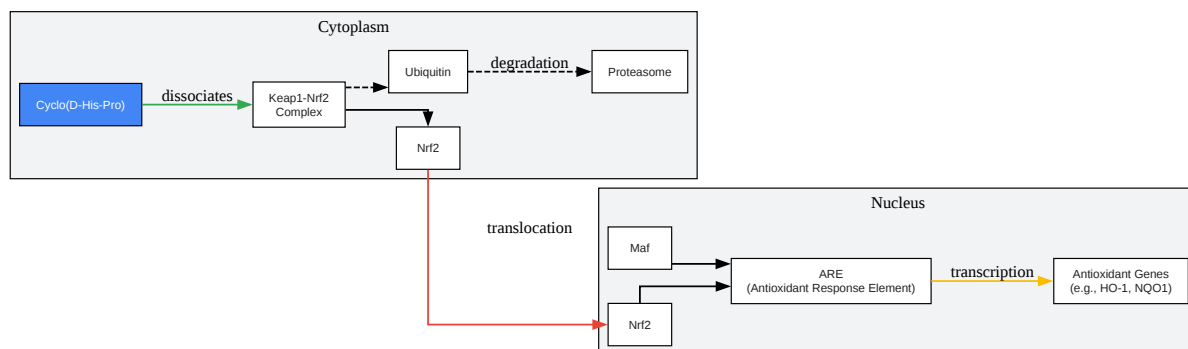 Cytoplasm
Ubiquitin
degradation
Proteasome
Cyclo(D-His-Pro)
dissociates
Keap1-Nrf2
Complex
Nrf2
translocation
Nucleus
Maf
ARE
(Antioxidant Response Element)
transcription
Antioxidant Genes
(e.g., HO-1, NQO1)
Nrf2